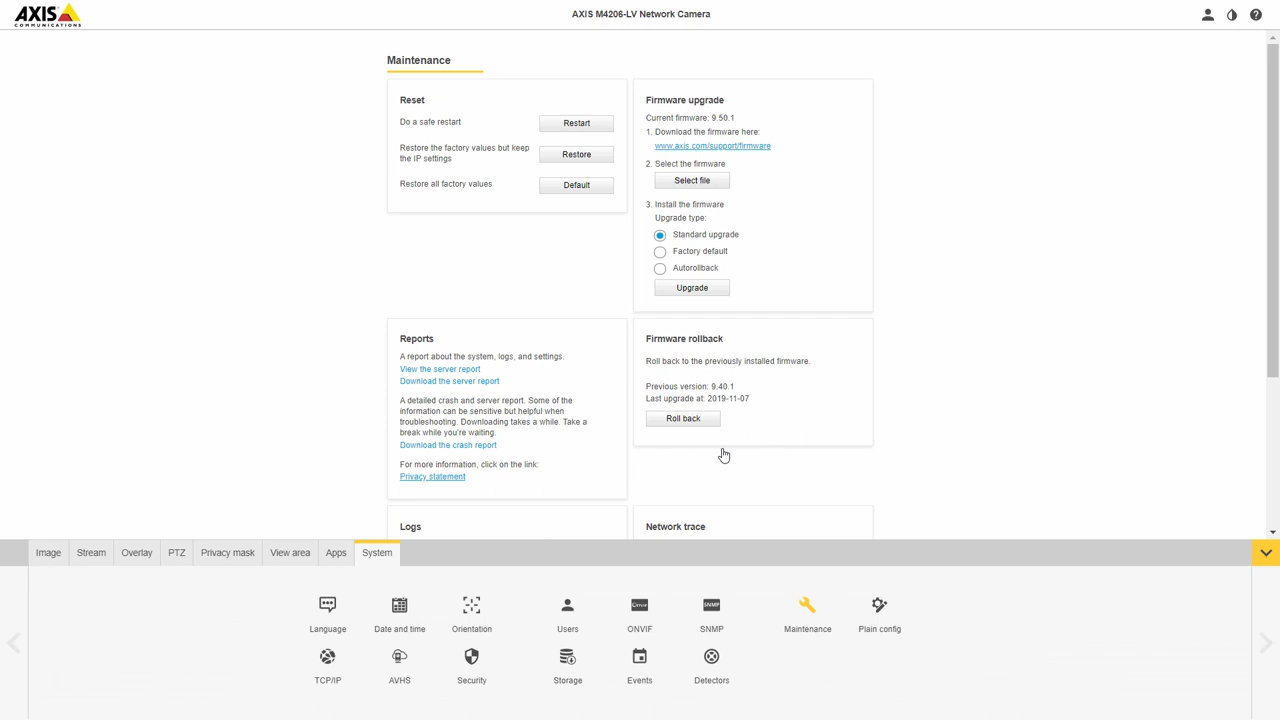 AXIS
COMMUNICATIONS
AXIS M4206-LV Network Camera
Maintenance
Reset
Do a safe restart
Restart
Restore the factory values but keep
the IP settings
Restore
Restore all factory values
Default
Firmware upgrade
Current firmware: 9.50.1
1. Download the firmware here:
www.axis.com/support/firmware
2. Select the firmware
Select file
3. Install the firmware
Upgrade type:
Standard upgrade
Factory default
Autorollback
Upgrade
Reports
A report about the system, logs, and settings.
View the server report
Download the server report
A detailed crash and server report. Some of the
information can be sensitive but helpful when
troubleshooting. Downloading takes a while. Take a
break while you're waiting.
Download the crash report
For more information, click on the link:
Privacy statement
Firmware rollback
Roll back to the previously installed firmware.
Previous version: 9.40.1
Last upgrade at: 2019-11-07
Roll back
Logs
Network trace
Image Stream Overlay PTZ Privacy mask View area Apps System
Language Date and time Orientation Users ONVIF SNMP Maintenance Plain config
TCP/IP AVHS Security Storage Events Detectors